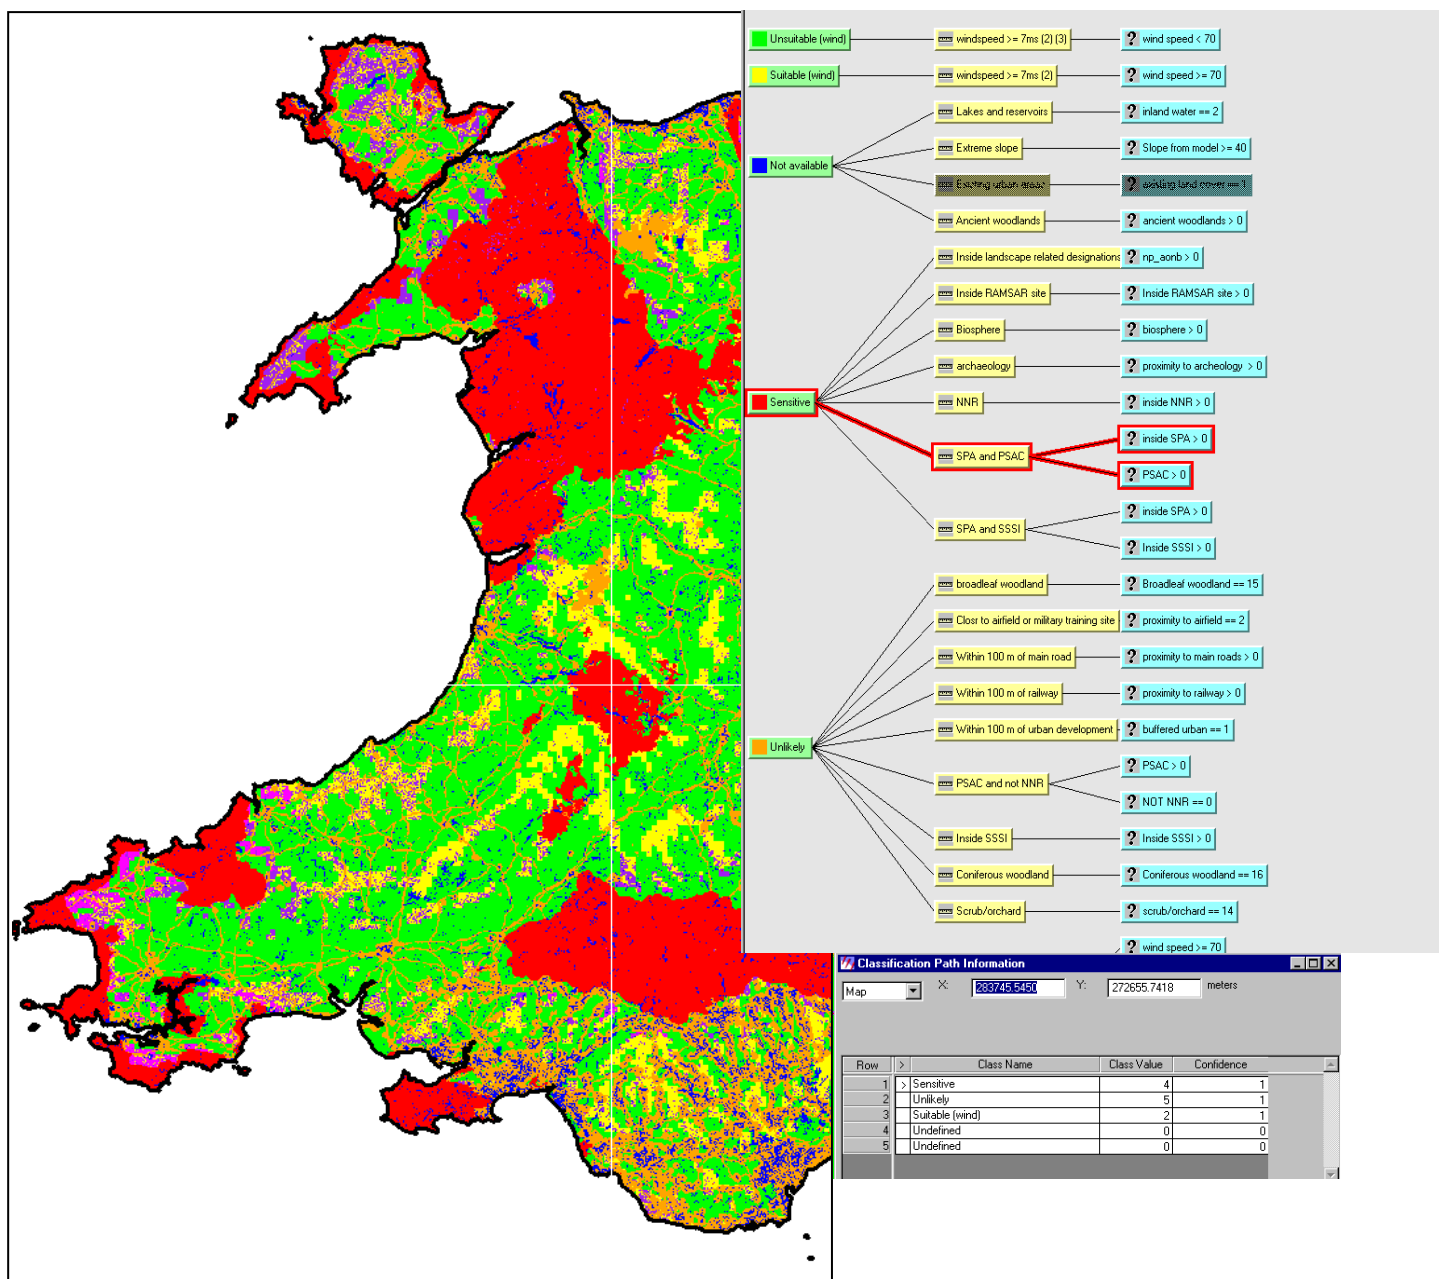 Unsuitable (wind) windspeed >= 7ms (2) (3) ? wind speed < 70
Suitable (wind) windspeed >= 7ms (2) ? wind speed >= 70
Lakes and reservoirs ? inland water == 2
Extreme slope ? Slope from model >= 40
Not available
Existing urban areas ? existing land cover == 1
Ancient woodlands ? ancient woodlands > 0
Inside landscape related designations ? np_aonb > 0
Inside RAMSAR site ? Inside RAMSAR site > 0
Biosphere ? biosphere > 0
archaeology ? proximity to archeology > 0
Sensitive NNR ? inside NNR > 0
? inside SPA > 0
SPA and PSAC
? PSAC > 0
? inside SPA > 0
SPA and SSSI
? Inside SSSI > 0
broadleaf woodland ? Broadleaf woodland == 15
Closr to airfield or military training site ? proximity to airfield == 2
Within 100 m of main road ? proximity to main roads > 0
Within 100 m of railway ? proximity to railway > 0
Within 100 m of urban development ? buffered urban == 1
Unlikely
? PSAC > 0
PSAC and not NNR
? NOT NNR == 0
Inside SSSI ? Inside SSSI > 0
Coniferous woodland ? Coniferous woodland == 16
Scrub/orchard ? scrub/orchard == 14
? wind speed >= 70
Classification Path Information
Map X: 283745.5450 Y: 272655.7418 meters
Row > Class Name Class Value Confidence
1 > Sensitive 4 1
2 Unlikely 5 1
3 Suitable (wind) 2 1
4 Undefined 0 0
5 Undefined 0 0